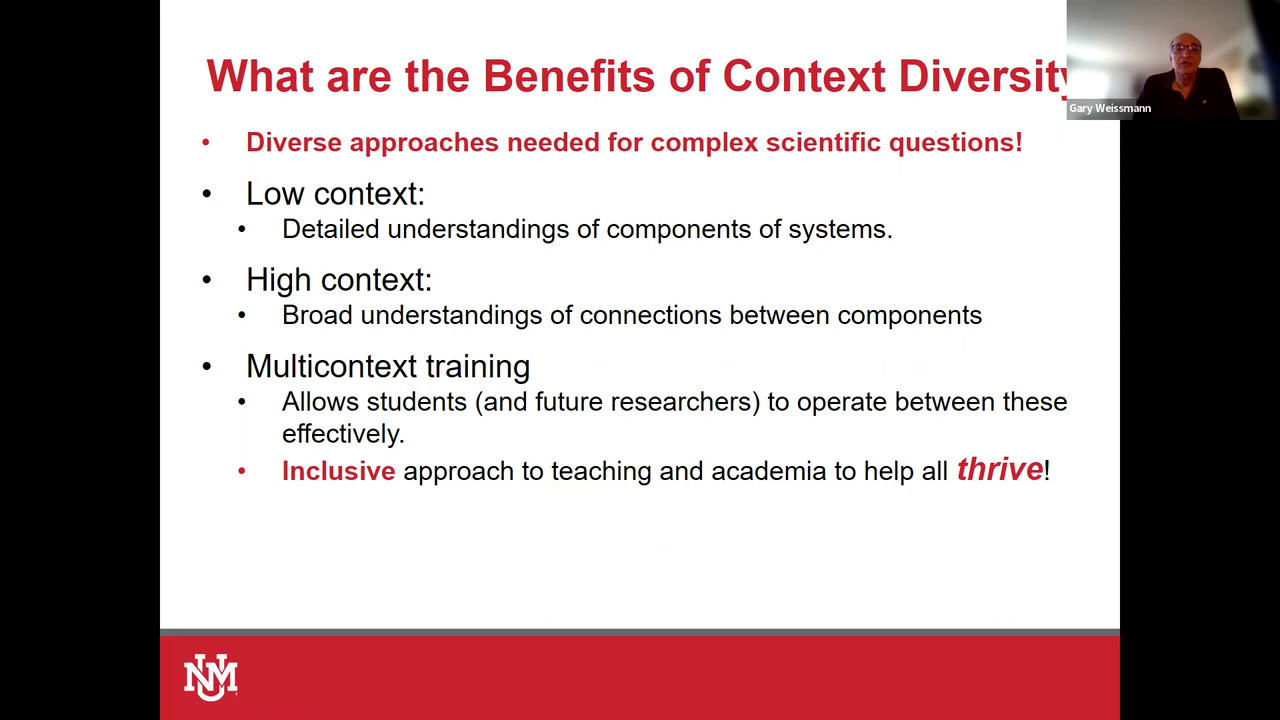 What are the Benefits of Context Diversity
Gary Weissmann
• Diverse approaches needed for complex scientific questions!
• Low context:
• Detailed understandings of components of systems.
• High context:
• Broad understandings of connections between components
• Multicontext training
• Allows students (and future researchers) to operate between these
effectively.
• Inclusive approach to teaching and academia to help all thrive!
UNM